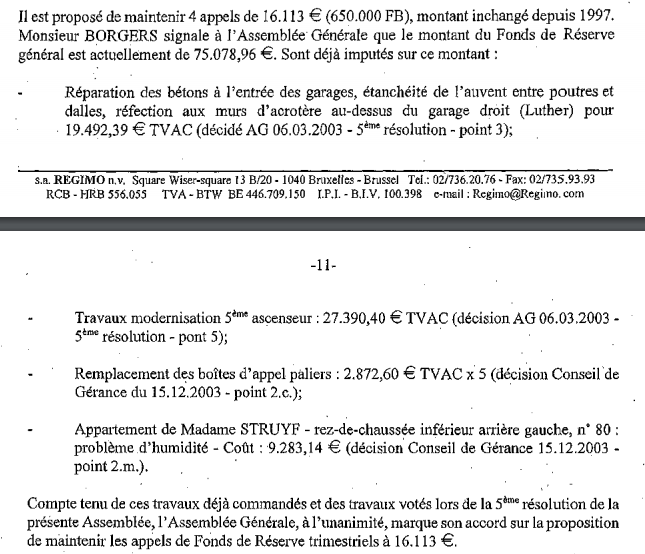 Il est proposé de maintenir 4 appels de 16.113 € (650.000 FB), montant inchangé depuis 1997.
Monsieur BORGERS signale à l'Assemblée Générale que le montant du Fonds de Réserve
général est actuellement de 75.078,96 €. Sont déjà imputés sur ce montant :
- Réparation des bétons à l'entrée des garages, étanchéité de l'auvent entre poutres et
dalles, réfection aux murs d'acrotère au-dessus du garage droit (Luther) pour
19.492,39 € TVAC (décidé AG 06.03.2003 - 5ème résolution - point 3);
s.a. REGIMO n.v. Square Wiser-square 13 B/20 - 1040 Bruxelles - Brussel Tel.: 02/736.20.76 - Fax: 02/735.93.93
RCB - HRB 556.055 TVA - BTW BE 446.709.150 I.P.I. - B.I.V. 100.398 e-mail : Regimo@Regimo.com
-11-
- Travaux modernisation 5ème ascenseur : 27.390,40 € TVAC (décision AG 06.03.2003 -
5ème résolution - pont 5);
- Remplacement des boîtes d'appel paliers : 2.872,60 € TVAC x 5 (décision Conseil de
Gérance du 15.12.2003 - point 2.c.);
- Appartement de Madame STRUYF - rez-de-chaussée inférieur arrière gauche, n° 80 :
problème d'humidité - Coût : 9.283,14 € (décision Conseil de Gérance 15.12.2003 -
point 2.m.).
Compte tenu de ces travaux déjà commandés et des travaux votés lors de la 5ème résolution de la
présente Assemblée, l'Assemblée Générale, à l'unanimité, marque son accord sur la proposition
de maintenir les appels de Fonds de Réserve trimestriels à 16.113 €.